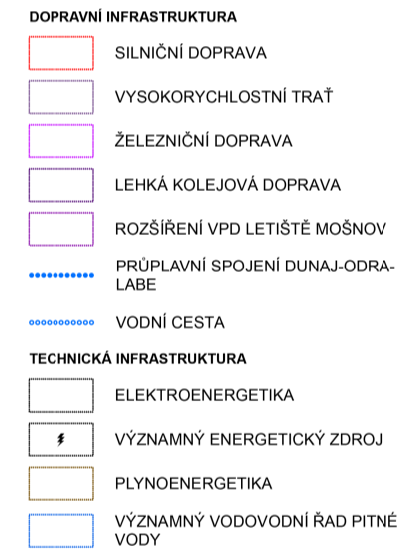 DOPRAVNÍ INFRASTRUKTURA
SILNIČNÍ DOPRAVA
VYSOKORYCHLOSTNÍ TRAŤ
ŽELEZNIČNÍ DOPRAVA
LEHKÁ KOLEJOVÁ DOPRAVA
ROZŠÍŘENÍ VPD LETIŠTĚ MOŠNOV
PRŮPLAVNÍ SPOJENÍ DUNAJ-ODRA-
LABE
VODNÍ CESTA
TECHNICKÁ INFRASTRUKTURA
ELEKTROENERGETIKA
VÝZNAMNÝ ENERGETICKÝ ZDROJ
PLYNOENERGETIKA
VÝZNAMNÝ VODOVODNÍ ŘAD PITNÉ
VODY